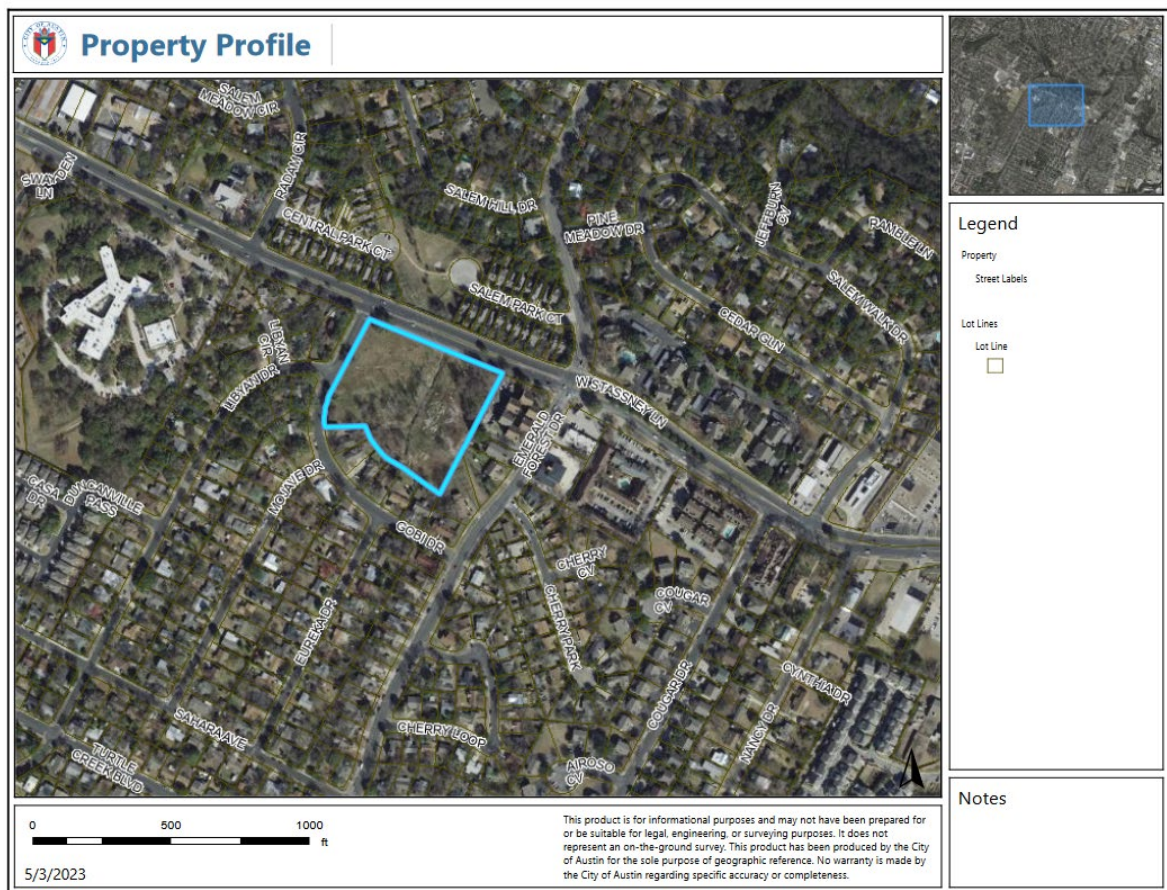 Property Profile
SALEM
MEADOW CIR
SWAYDEN
LN
RADAM CIR
CENTRAL PARK CT
SALEM HILL DR
PINE
MEADOW DR
JEFFBURN
CV
RAMBLE LN
SALEM WALK DR
SALEM PARK CT
CEDAR GLN
LIBYAN
CIR
LIBYAN DR
W STASSNEY LN
EMERALD
FOREST DR
CASA
DR
DUNCANVILLE
PASS
MOJAVE DR
GOBI DR
CHERRY
CV
COUGAR
CV
CHERRY PARK
EUREKA DR
CYNTHIA DR
COUGAR DR
NANCY DR
SAHARA AVE
CHERRY LOOP
TURTLE
CREEK BLVD
AIROSO
CV
Legend
Property
Street Labels
Lot Lines
Lot Line
Notes
0 500 1000
ft
5/3/2023
This product is for informational purposes and may not have been prepared for
or be suitable for legal, engineering, or surveying purposes. It does not
represent an on-the-ground survey. This product has been produced by the City
of Austin for the sole purpose of geographic reference. No warranty is made by
the City of Austin regarding specific accuracy or completeness.